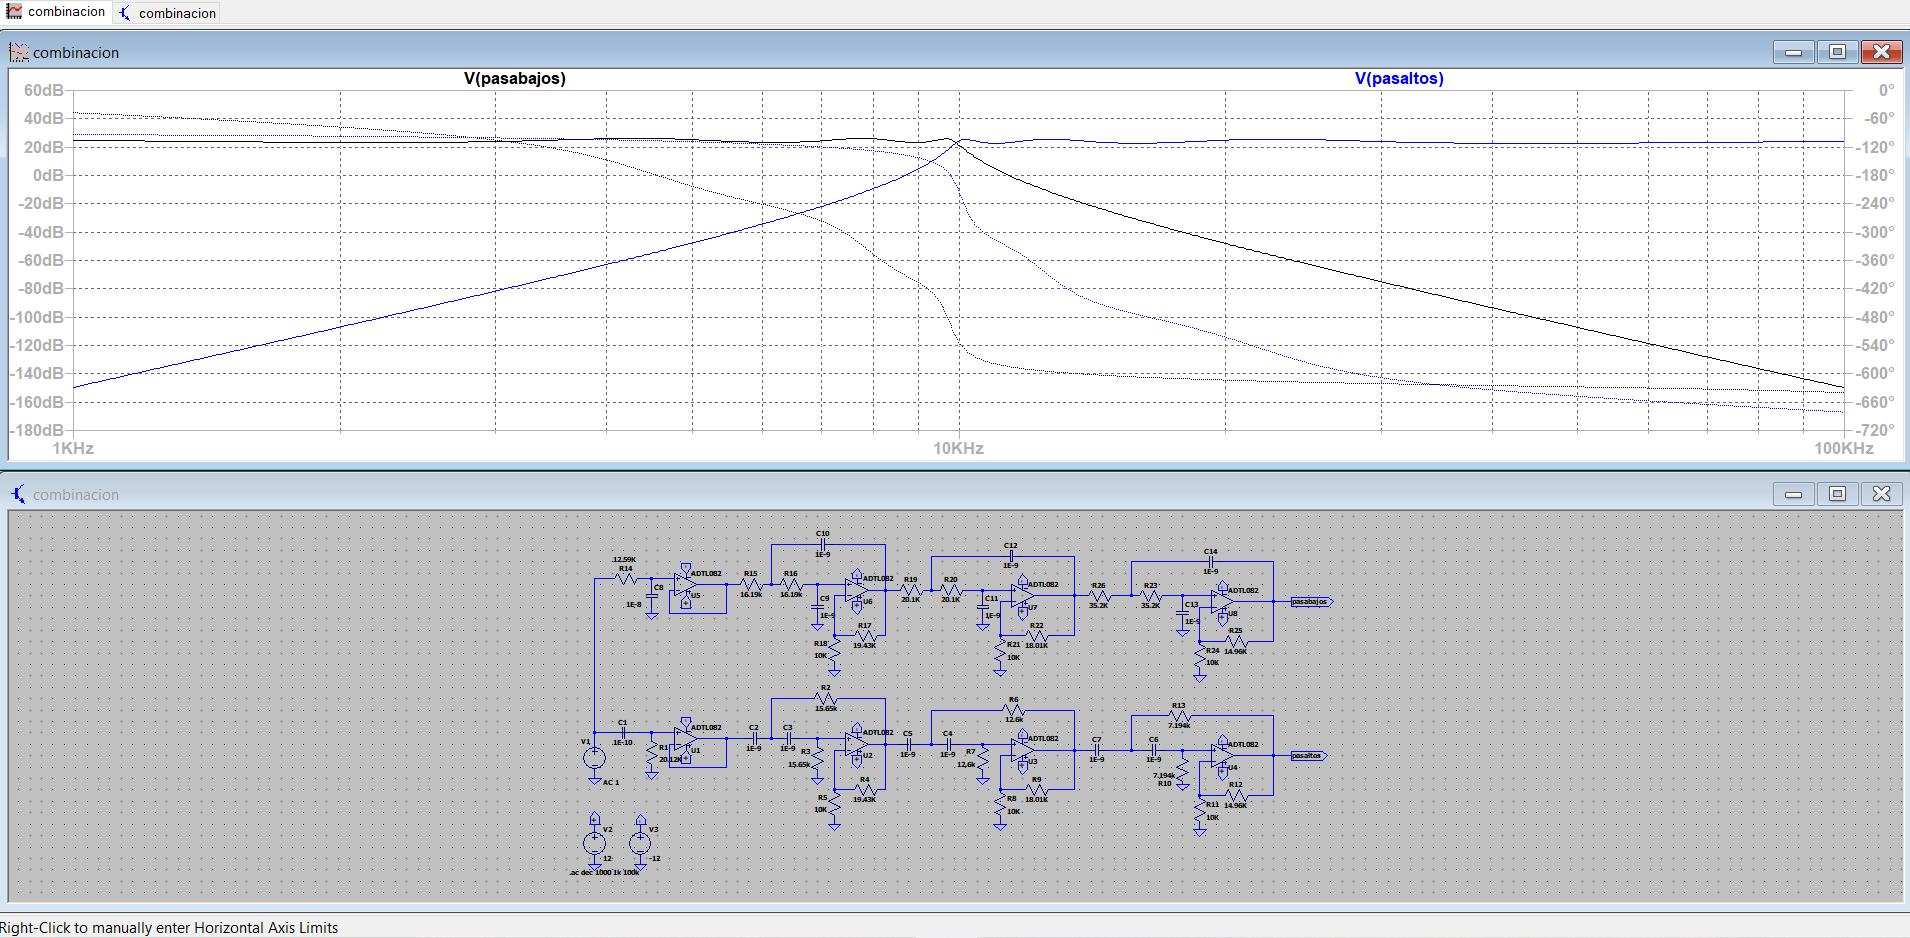 combinacion combinacion
combinacion
V(pasabajos) V(pasaltos)
60dB 0°
40dB -60°
20dB -120°
0dB -180°
-20dB -240°
-40dB -300°
-60dB -360°
-80dB -420°
-100dB -480°
-120dB -540°
-140dB -600°
-160dB -660°
-180dB -720°
1KHz 10KHz 100KHz
combinacion
12.59K
R14
C8
1E-8
ADTL082
U5
R15
16.19k
R16
16.19k
C10
1E-9
C9
1E-9
ADTL082
U6
R17
19.43K
R18
10K
R19
20.1K
R20
20.1K
C12
1E-9
C11
1E-9
ADTL082
U7
R22
18.01K
R21
10K
R26
35.2K
R23
35.2K
C14
1E-9
C13
1E-9
ADTL082
U8
R25
14.96K
R24
10K
pasabajos
V1
AC 1
C1
1E-10
R1
20.12K
ADTL082
U1
C2
1E-9
C3
1E-9
R2
15.65k
R3
15.65k
ADTL082
U2
R4
19.43K
R5
10K
C5
1E-9
C4
1E-9
R6
12.6k
R7
12.6k
ADTL082
U3
R9
18.01K
R8
10K
C7
1E-9
C6
1E-9
R13
7.194k
7.194k
R10
ADTL082
U4
R12
14.96K
R11
10K
pasaltos
V2
12
V3
-12
.ac dec 1000 1k 100k
Right-Click to manually enter Horizontal Axis Limits